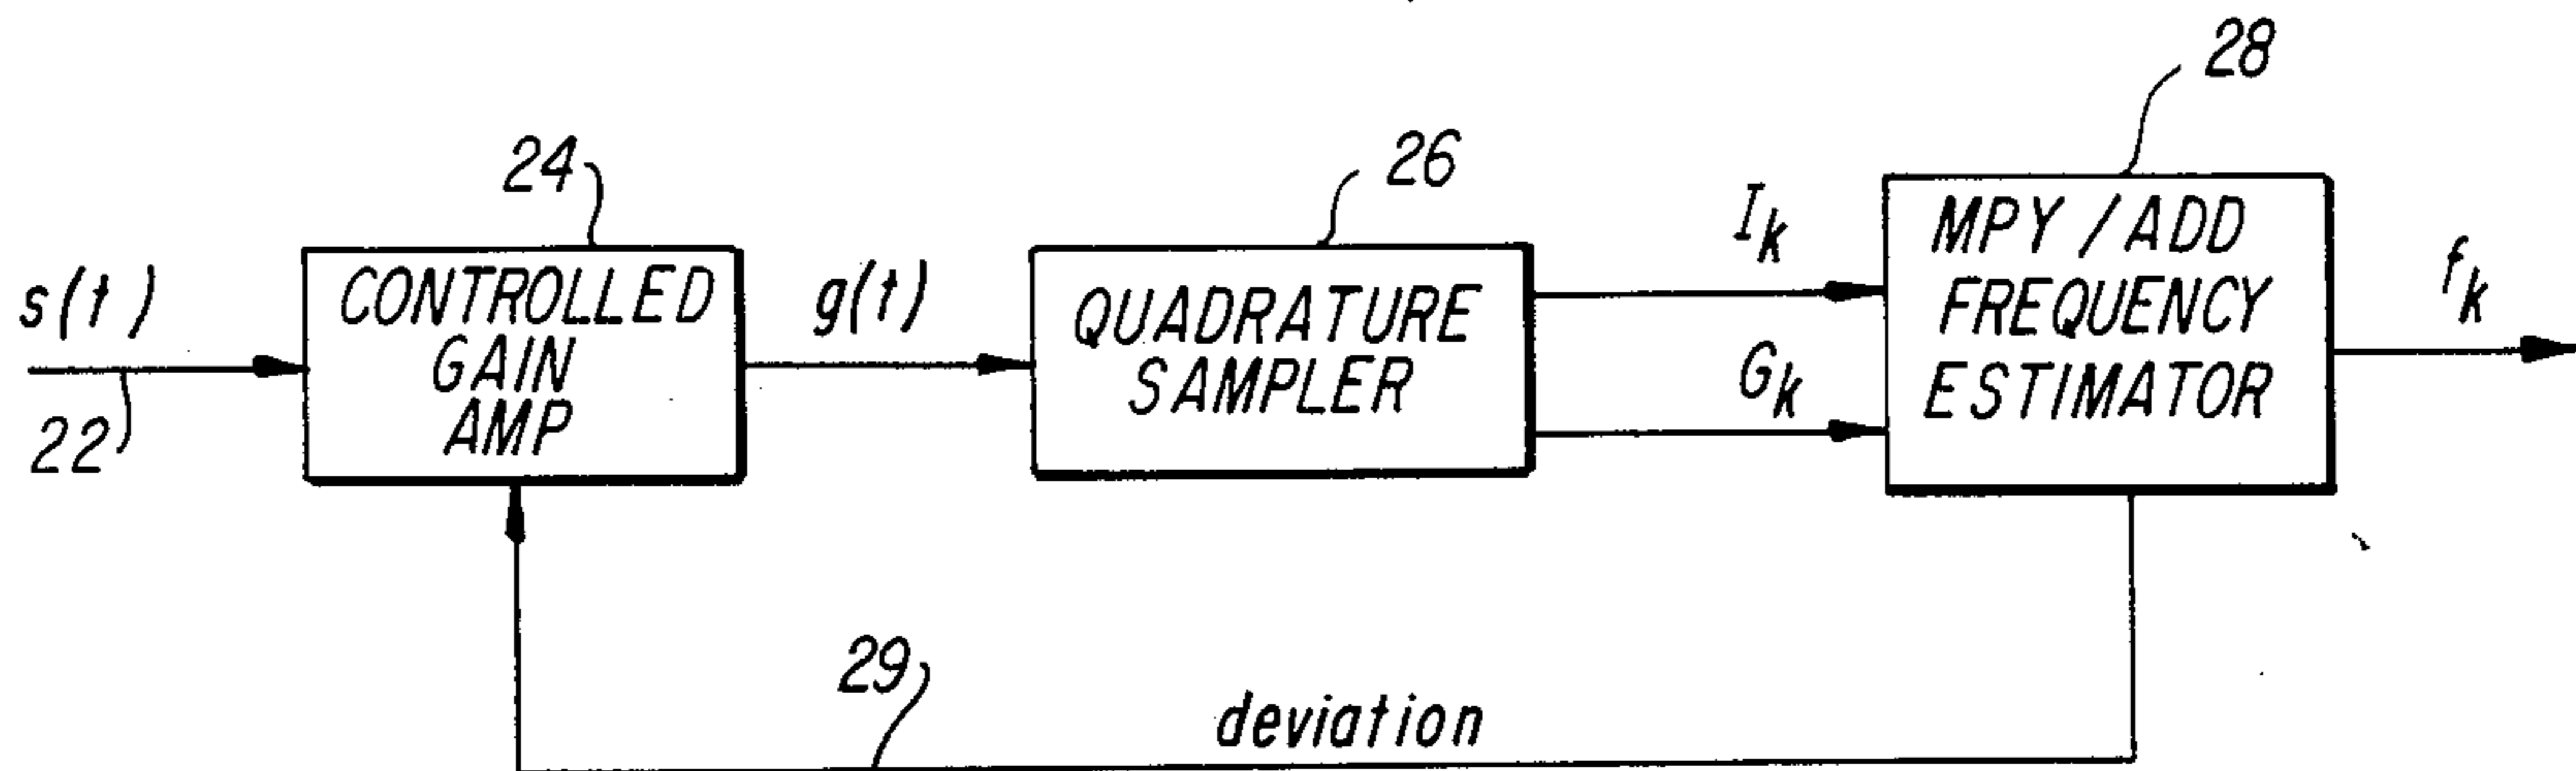 28
24
26
s(t)
22
CONTROLLED
GAIN
AMP
g(t)
QUADRATURE
SAMPLER
I_k
G_k
MPY / ADD
FREQUENCY
ESTIMATOR
f_k
29
deviation